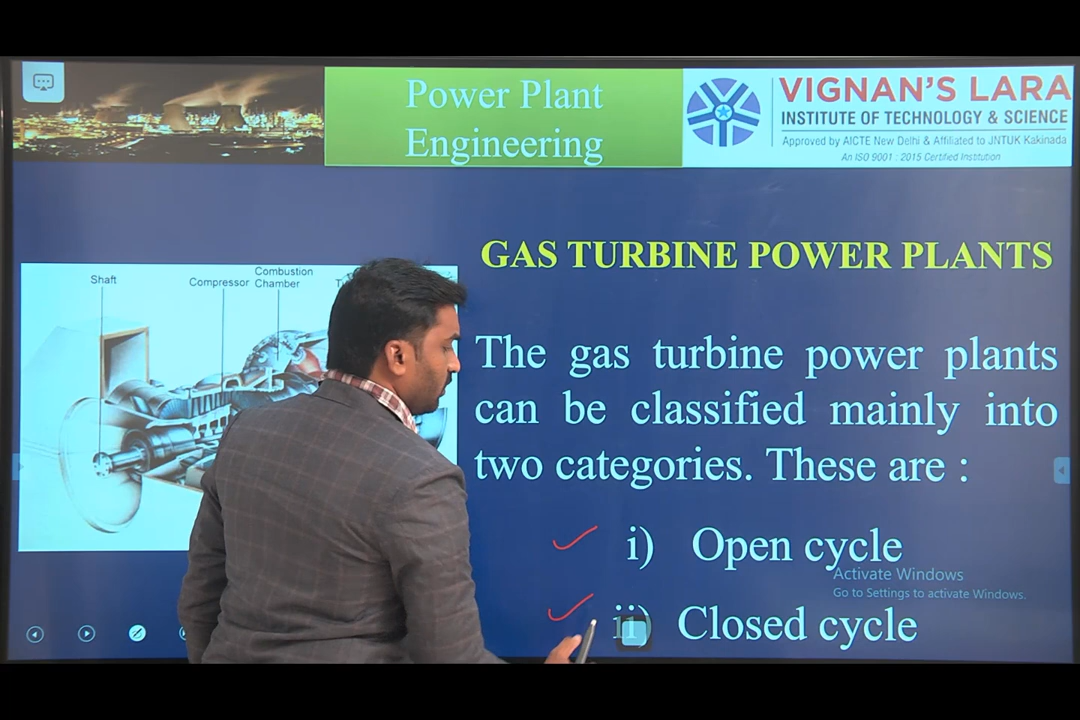 Power Plant
Engineering
VIGNAN'S LARA
INSTITUTE OF TECHNOLOGY & SCIENCE
Approved by AICTE New Delhi & Affiliated to JNTUK Kakinada
An ISO 9001 : 2015 Certified Institution
GAS TURBINE POWER PLANTS
Shaft
Compressor
Combustion
Chamber
The gas turbine power plants
can be classified mainly into
two categories. These are :
i) Open cycle
Activate Windows
Go to Settings to activate Windows.
ii) Closed cycle